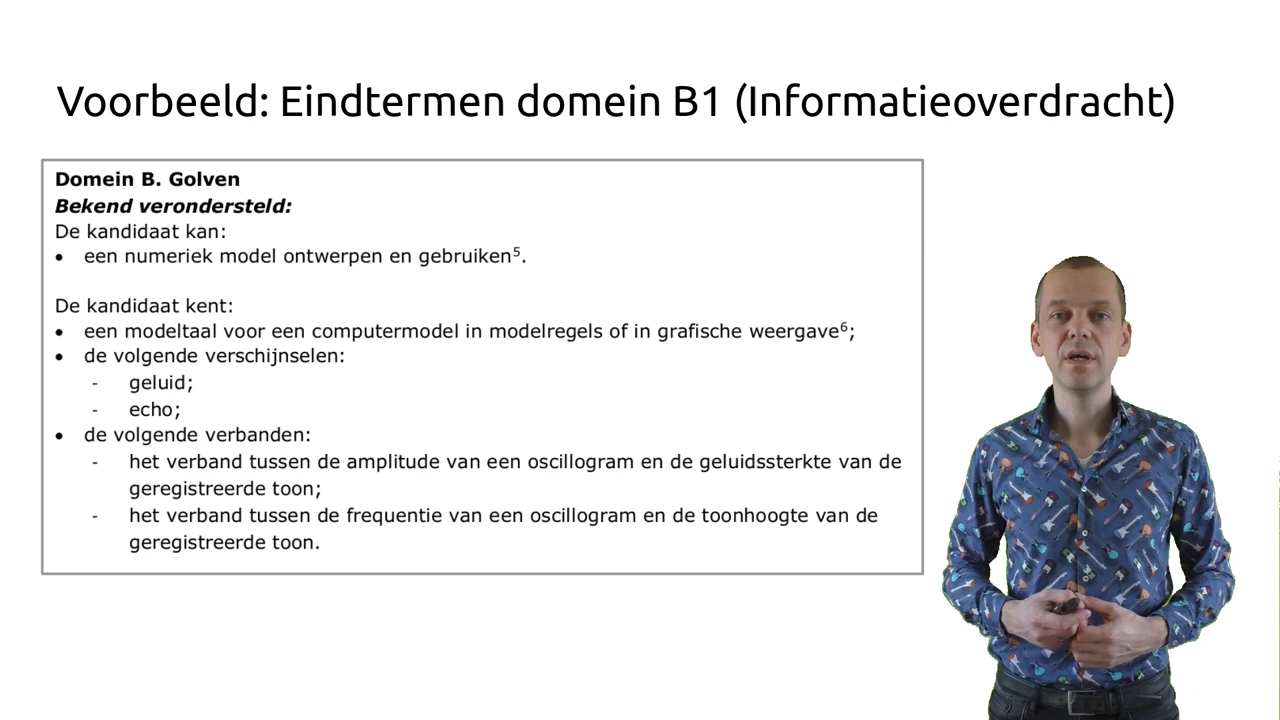 Voorbeeld: Eindtermen domein B1 (Informatieoverdracht)
Domein B. Golven
Bekend verondersteld:
De kandidaat kan:
• een numeriek model ontwerpen en gebruiken⁵.
De kandidaat kent:
• een modeltaal voor een computermodel in modelregels of in grafische weergave⁶;
• de volgende verschijnselen:
- geluid;
- echo;
• de volgende verbanden:
- het verband tussen de amplitude van een oscillogram en de geluidssterkte van de
geregistreerde toon;
- het verband tussen de frequentie van een oscillogram en de toonhoogte van de
geregistreerde toon.